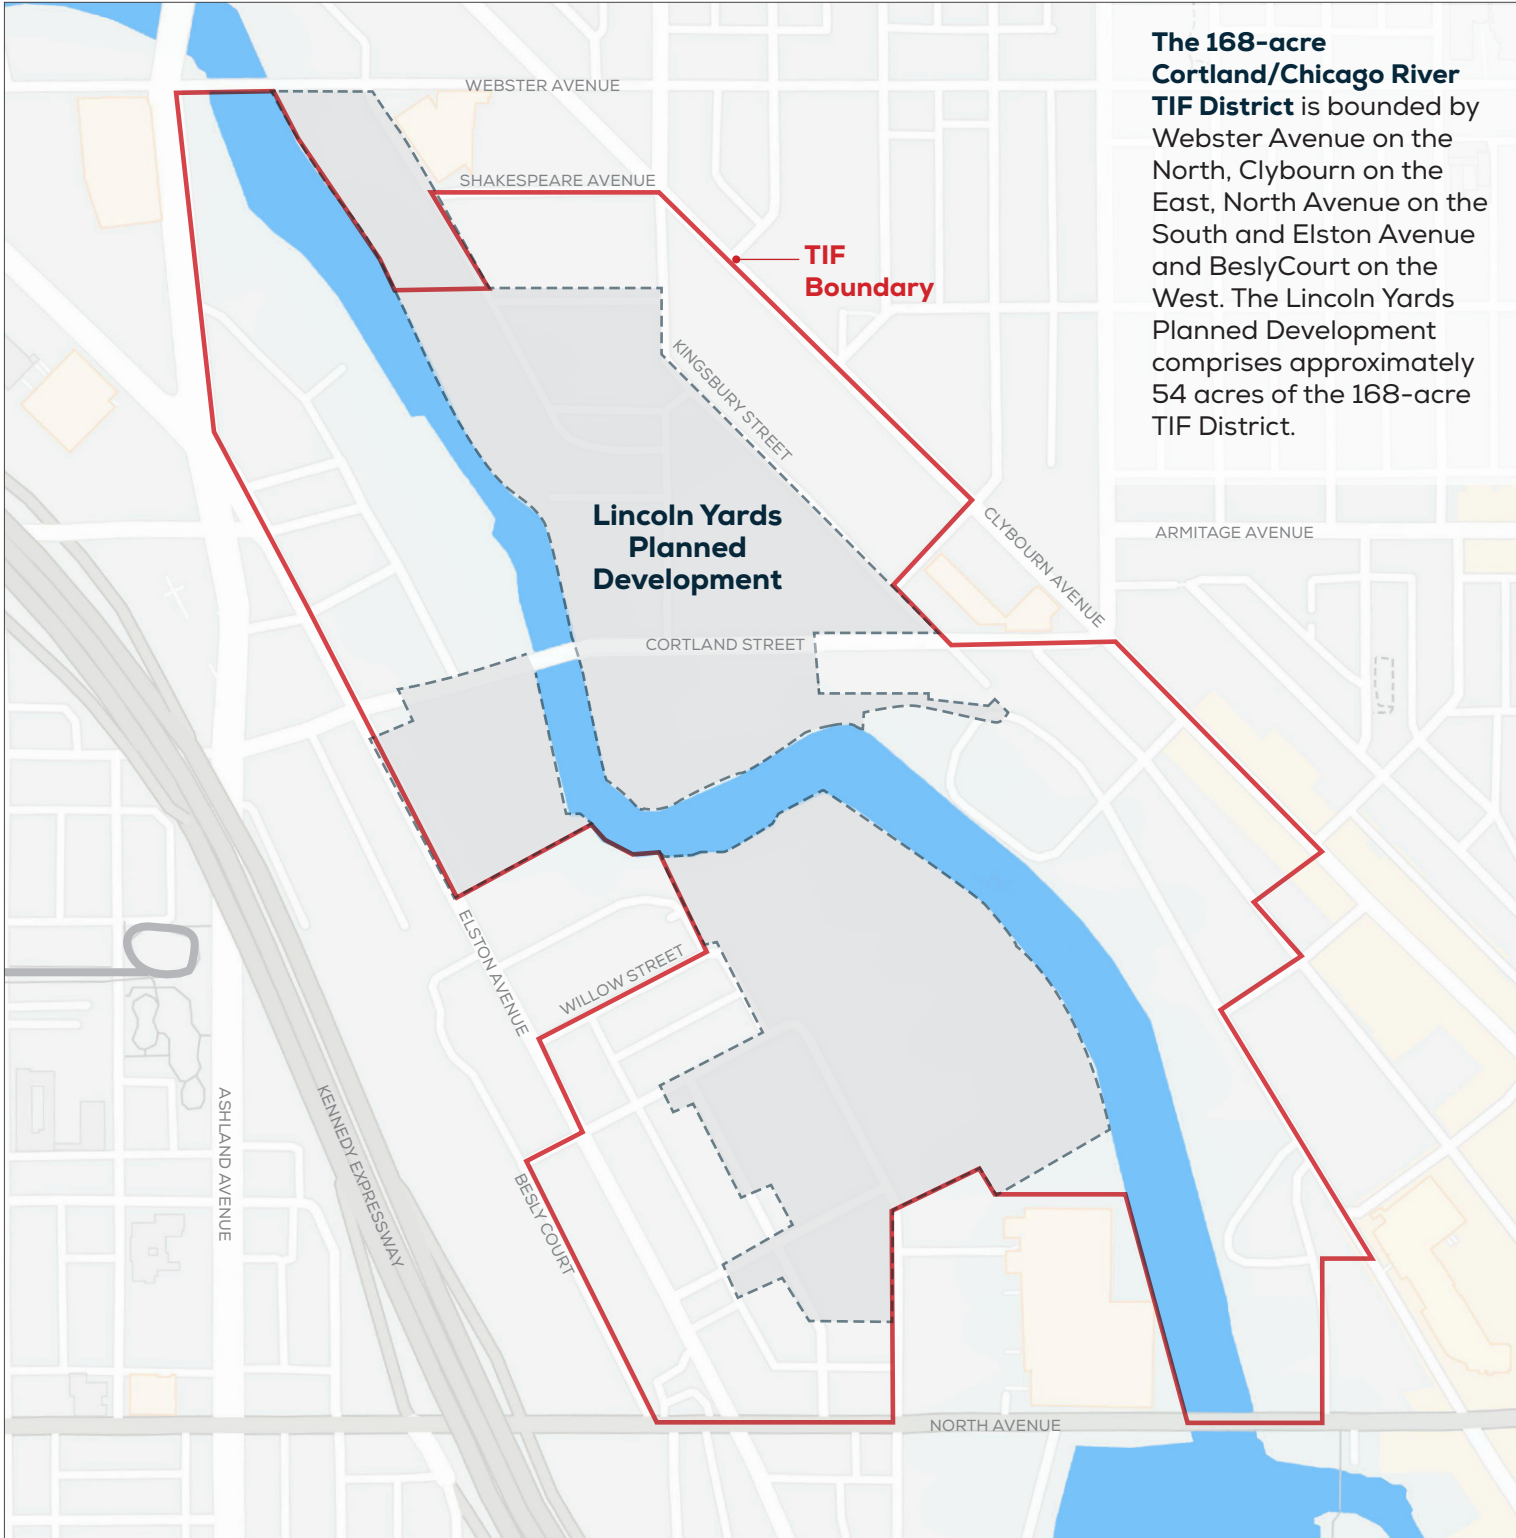 The 168-acre
Cortland/Chicago River
TIF District is bounded by
Webster Avenue on the
North, Clybourn on the
East, North Avenue on the
South and Elston Avenue
and BeslyCourt on the
West. The Lincoln Yards
Planned Development
comprises approximately
54 acres of the 168-acre
TIF District.
WEBSTER AVENUE
SHAKESPEARE AVENUE
TIF
Boundary
KINGSBURY STREET
Lincoln Yards
Planned
Development
CLYBOURN AVENUE
ARMITAGE AVENUE
CORTLAND STREET
ELSTON AVENUE
WILLOW STREET
ASHLAND AVENUE
KENNEDY EXPRESSWAY
BESLY COURT
NORTH AVENUE